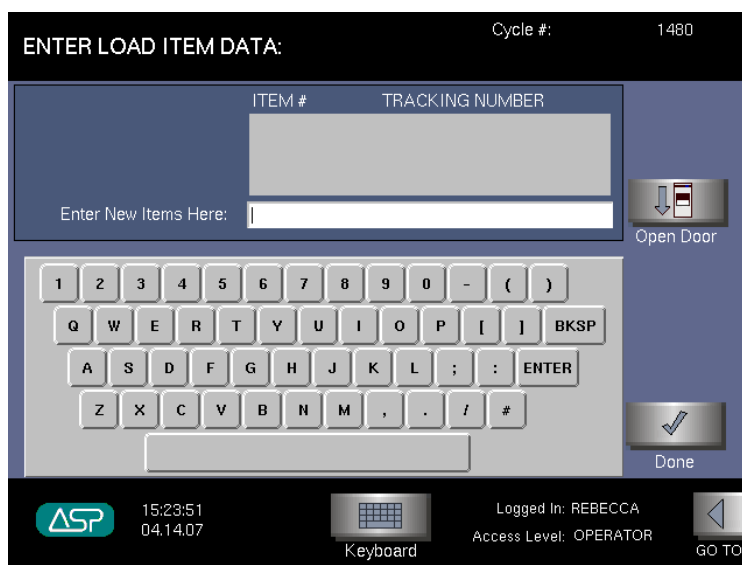 ENTER LOAD ITEM DATA:
Cycle #: 1480
ITEM # TRACKING NUMBER
Enter New Items Here:
Open Door
1 2 3 4 5 6 7 8 9 0 - ( )
Q W E R T Y U I O P [ ] BKSP
A S D F G H J K L ; : ENTER
Z X C V B N M , . / #
Done
ASP
15:23:51
04.14.07
Keyboard
Logged In: REBECCA
Access Level: OPERATOR
GO TO